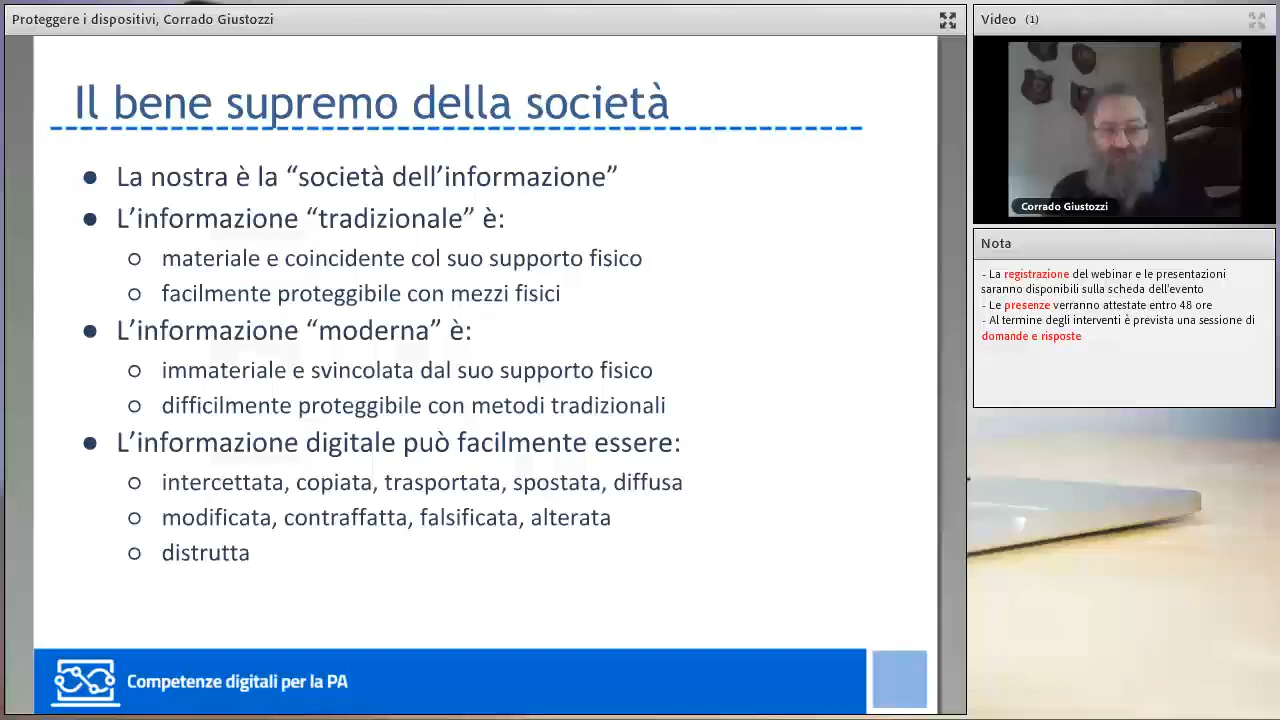 Proteggere i dispositivi, Corrado Giustozzi
Il bene supremo della società
● La nostra è la “società dell’informazione”
● L’informazione “tradizionale” è:
○ materiale e coincidente col suo supporto fisico
○ facilmente proteggibile con mezzi fisici
● L’informazione “moderna” è:
○ immateriale e svincolata dal suo supporto fisico
○ difficilmente proteggibile con metodi tradizionali
● L’informazione digitale può facilmente essere:
○ intercettata, copiata, trasportata, spostata, diffusa
○ modificata, contraffatta, falsificata, alterata
○ distrutta
Competenze digitali per la PA
Video (1)
Corrado Giustozzi
Nota
- La registrazione del webinar e le presentazioni
saranno disponibili sulla scheda dell'evento
- Le presenze verranno attestate entro 48 ore
- Al termine degli interventi è prevista una sessione di
domande e risposte